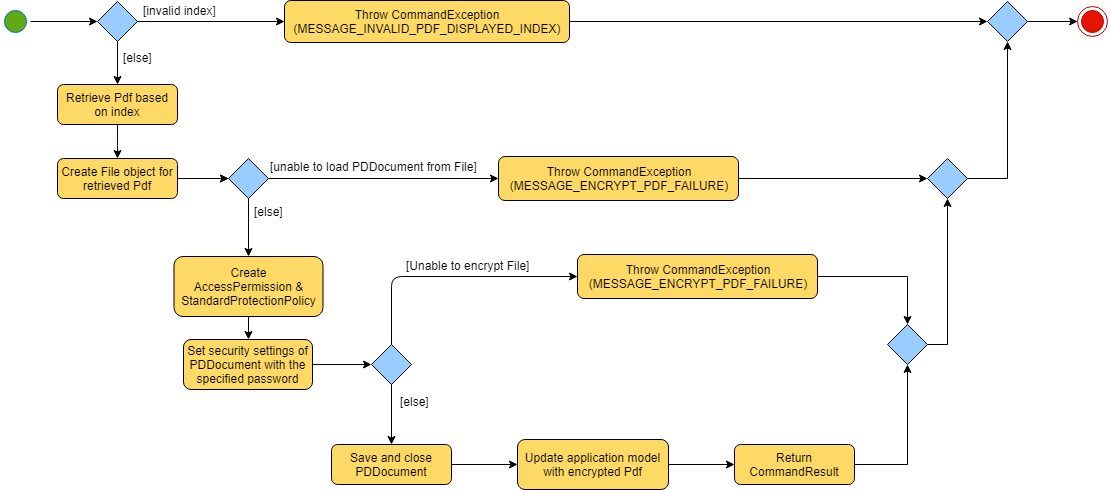 [invalid index]
Throw CommandException
(MESSAGE_INVALID_PDF_DISPLAYED_INDEX)
[else]
Retrieve Pdf based
on index
Create File object for
retrieved Pdf
[unable to load PDDocument from File]
Throw CommandException
(MESSAGE_ENCRYPT_PDF_FAILURE)
[else]
Create
AccessPermission &
StandardProtectionPolicy
[Unable to encrypt File]
Throw CommandException
(MESSAGE_ENCRYPT_PDF_FAILURE)
Set security settings of
PDDocument with the
specified password
[else]
Save and close
PDDocument
Update application model
with encrypted Pdf
Return
CommandResult